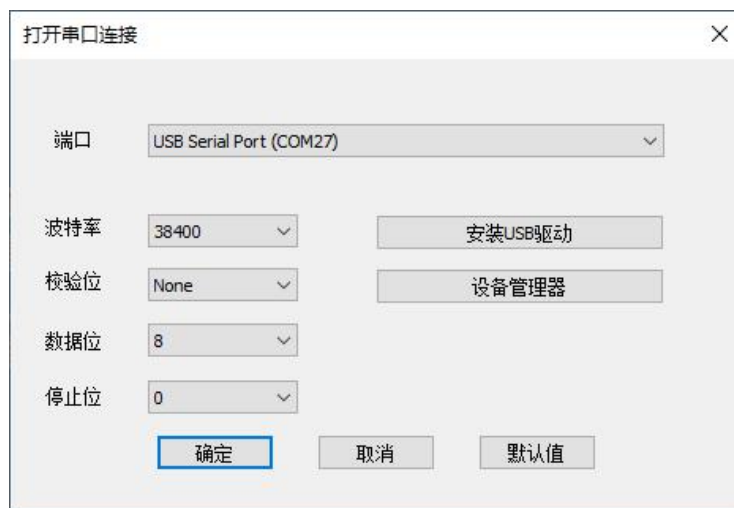 打开串口连接
端口 USB Serial Port (COM27)
波特率 38400 安装USB驱动
校验位 None 设备管理器
数据位 8
停止位 0
确定 取消 默认值